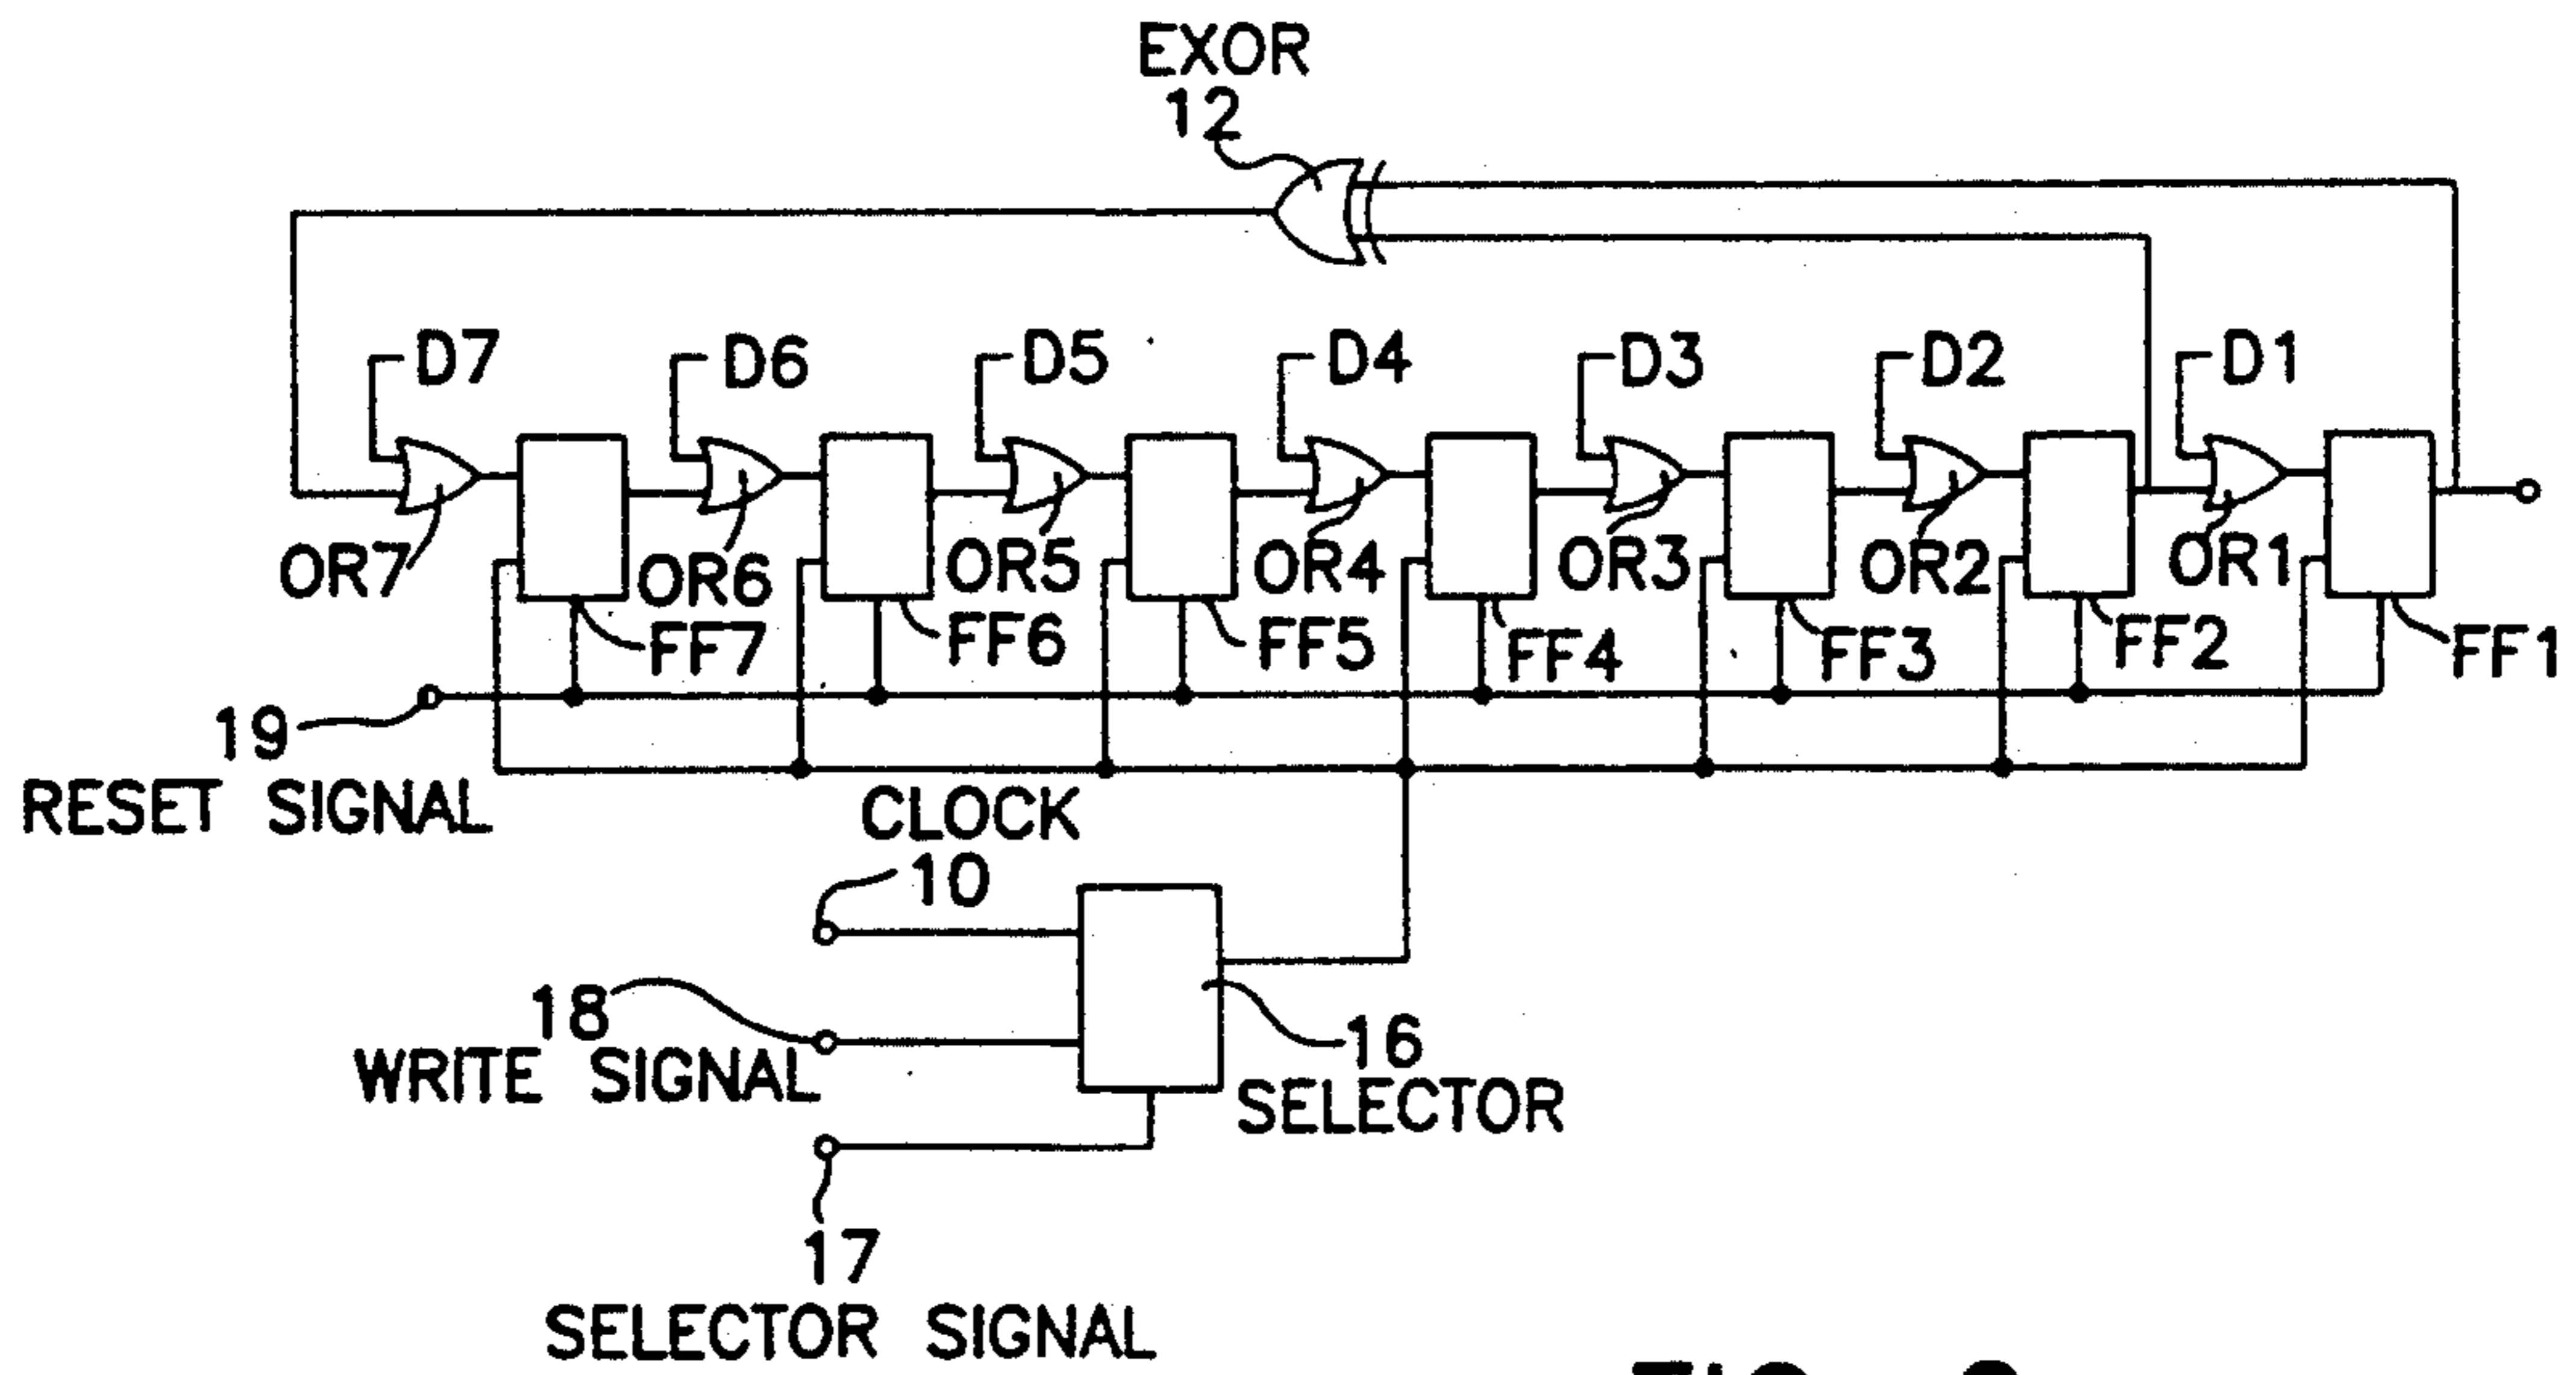 EXOR
12
D7
D6
D5
D4
D3
D2
D1
OR7
OR6
OR5
OR4
OR3
OR2
OR1
FF7
FF6
FF5
FF4
FF3
FF2
FF1
19
RESET SIGNAL
CLOCK
10
18
WRITE SIGNAL
16
SELECTOR
17
SELECTOR SIGNAL